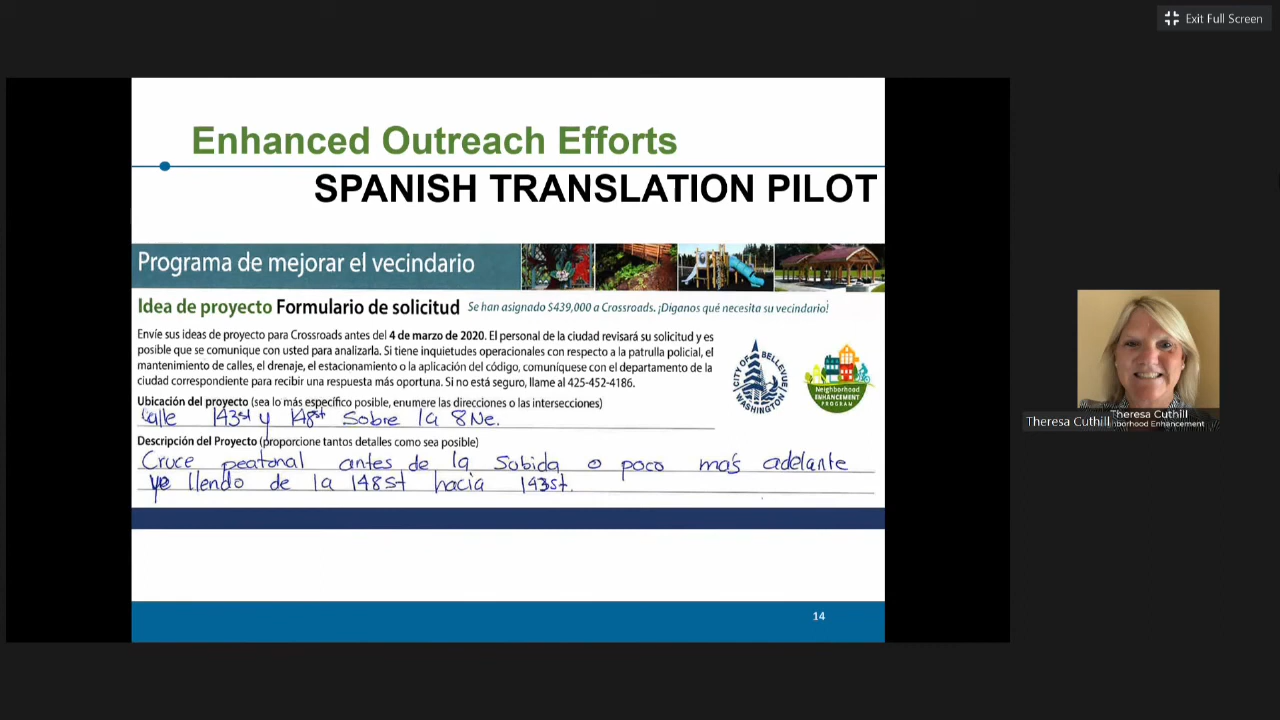 Exit Full Screen
Enhanced Outreach Efforts
SPANISH TRANSLATION PILOT
Programa de mejorar el vecindario
Idea de proyecto Formulario de solicitud Se han asignado $439,000 a Crossroads. ¡Díganos qué necesita su vecindario!
Envíe sus ideas de proyecto para Crossroads antes del 4 de marzo de 2020. El personal de la ciudad revisará su solicitud y es
posible que se comunique con usted para analizarla. Si tiene inquietudes operacionales con respecto a la patrulla policial, el
mantenimiento de calles, el drenaje, el estacionamiento o la aplicación del código, comuníquese con el departamento de la
ciudad correspondiente para recibir una respuesta más oportuna. Si no está seguro, llame al 425-452-4186.
CITY OF BELLEVUE
WASHINGTON
Neighborhood
ENHANCEMENT
PROGRAM
Ubicación del proyecto (sea lo más específico posible, enumere las direcciones o las intersecciones)
Calle 143st y 148st Sobre la 8 Ne.
Descripción del Proyecto (proporcione tantos detalles como sea posible)
Cruce peatonal antes de la Subida o poco más adelante
llendo de la 148St hacia 143st.
14
Theresa Cuthill
borhood Enhancement
Theresa Cuthill